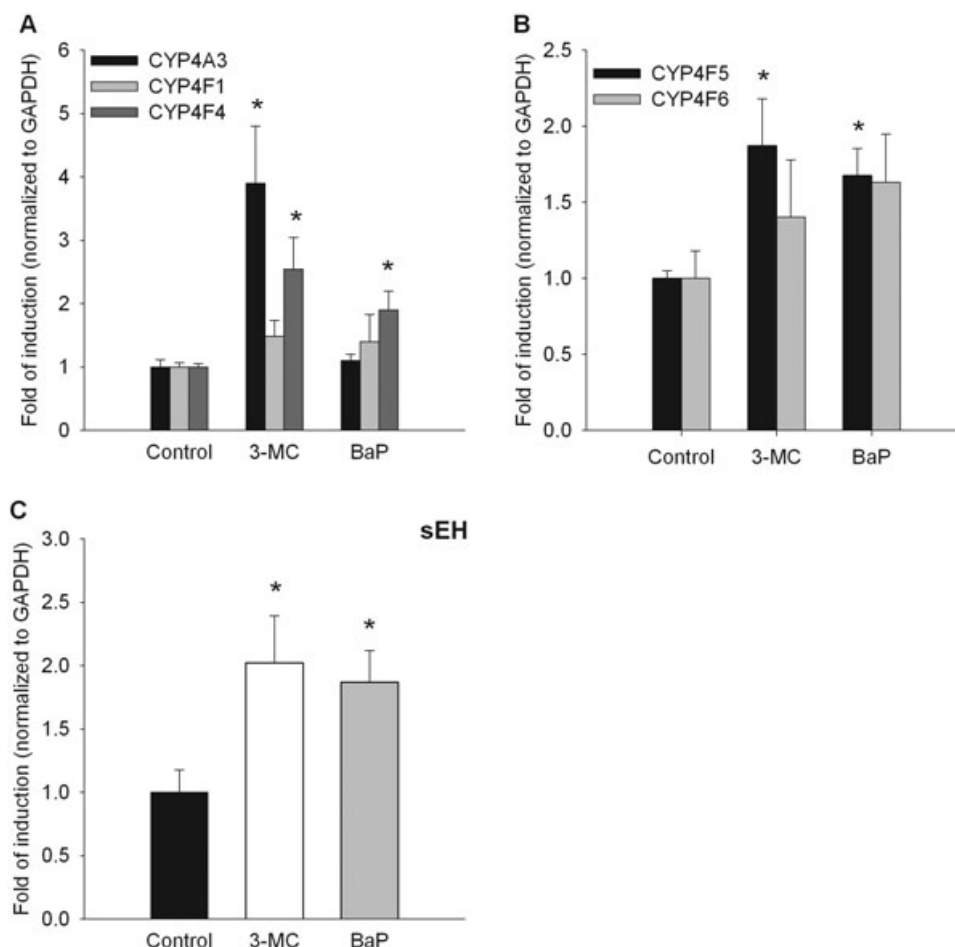 A
Fold of induction (normalized to GAPDH)
6
5
4
3
2
1
0
CYP4A3
CYP4F1
CYP4F4
*
*
*
Control 3-MC BaP
B
Fold of induction (normalized to GAPDH)
2.5
2.0
1.5
1.0
0.5
0.0
CYP4F5
CYP4F6
*
*
Control 3-MC BaP
C
sEH
Fold of induction (normalized to GAPDH)
3.0
2.5
2.0
1.5
1.0
0.5
0.0
*
*
Control 3-MC BaP